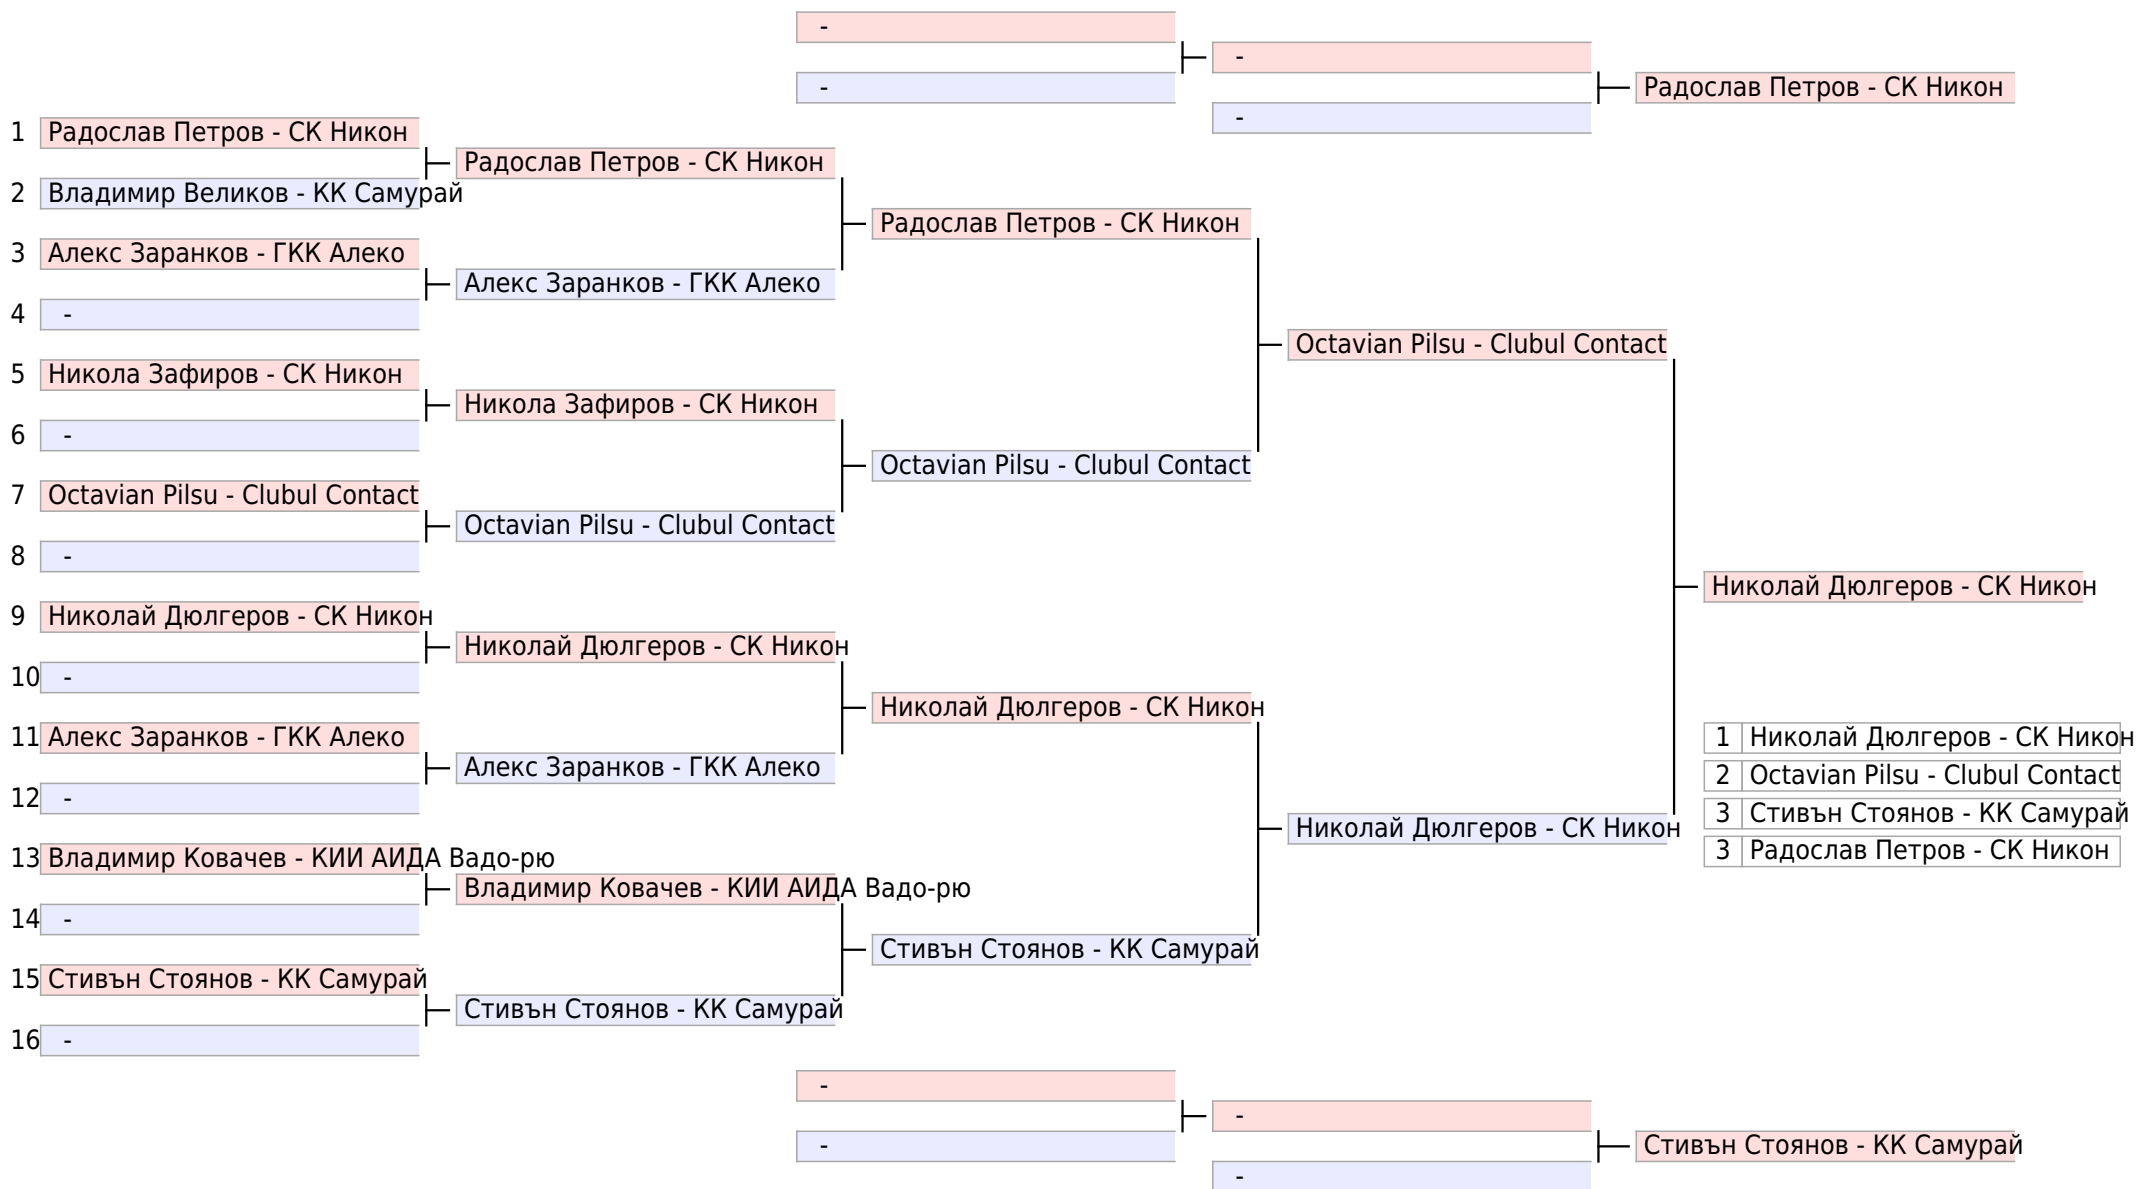 -
-
-
-
Радослав Петров - СК Никон
1 Радослав Петров - СК Никон
Радослав Петров - СК Никон
2 Владимир Великов - КК Самурай
Радослав Петров - СК Никон
3 Алекс Заранков - ГКК Алеко
Алекс Заранков - ГКК Алеко
4 -
Octavian Pilsu - Clubul Contact
5 Никола Зафиров - СК Никон
Никола Зафиров - СК Никон
6 -
Octavian Pilsu - Clubul Contact
7 Octavian Pilsu - Clubul Contact
Octavian Pilsu - Clubul Contact
8 -
Николай Дюлгеров - СК Никон
9 Николай Дюлгеров - СК Никон
Николай Дюлгеров - СК Никон
10 -
Николай Дюлгеров - СК Никон
11 Алекс Заранков - ГКК Алеко
Алекс Заранков - ГКК Алеко
12 -
Николай Дюлгеров - СК Никон
13 Владимир Ковачев - КИИ АИДА Вадо-рю
Владимир Ковачев - КИИ АИДА Вадо-рю
14 -
Стивън Стоянов - КК Самурай
15 Стивън Стоянов - КК Самурай
Стивън Стоянов - КК Самурай
16 -
1 Николай Дюлгеров - СК Никон
2 Octavian Pilsu - Clubul Contact
3 Стивън Стоянов - КК Самурай
3 Радослав Петров - СК Никон
-
-
-
-
Стивън Стоянов - КК Самурай